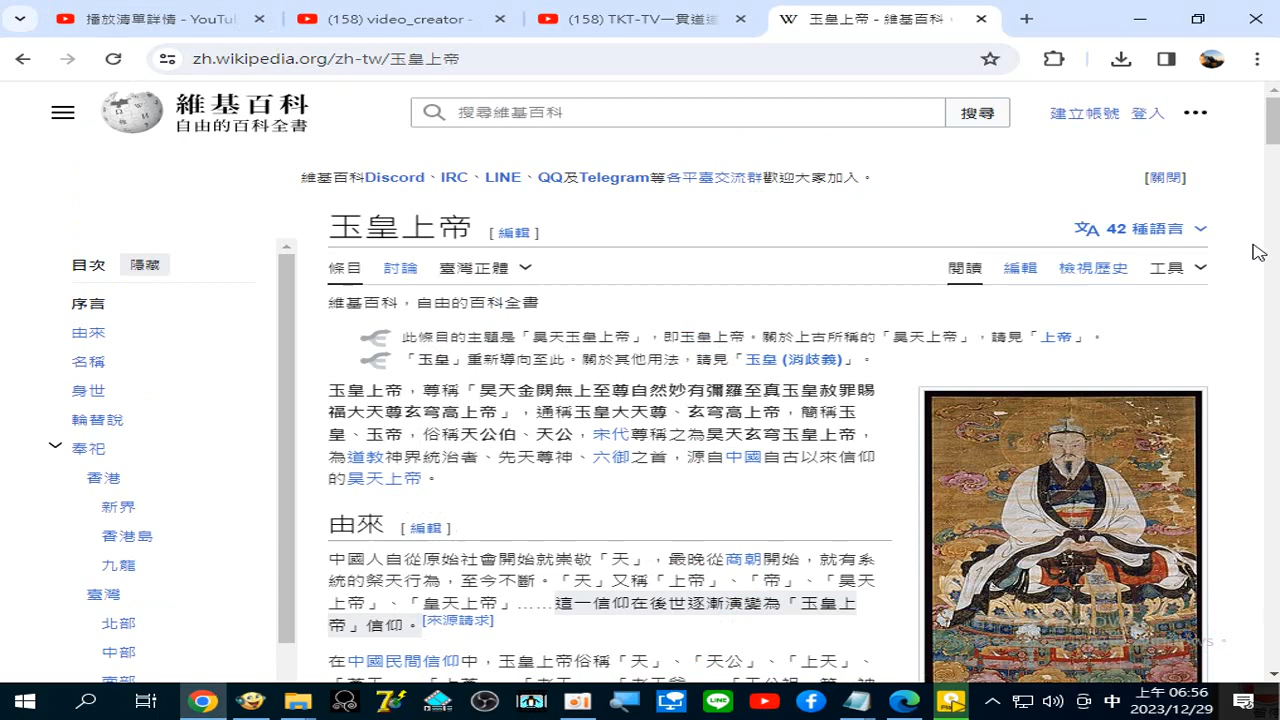 播放清單詳情 - YouTu
(158) video_creator -
(158) TKT-TV一貫道
玉皇上帝 - 維基百科，
zh.wikipedia.org/zh-tw/玉皇上帝
維基百科
自由的百科全書
搜尋維基百科
搜尋
建立帳號 登入
維基百科Discord、IRC、LINE、QQ及Telegram等各平臺交流群歡迎大家加入。
[關閉]
玉皇上帝 [編輯]
42 種語言
目次 隱藏
序言
由來
名稱
身世
輪替說
奉祀
香港
新界
香港島
九龍
臺灣
北部
中部
南部
條目 討論 臺灣正體
閱讀 編輯 檢視歷史 工具
維基百科，自由的百科全書
此條目的主題是「昊天玉皇上帝」，即玉皇上帝。關於上古所稱的「昊天上帝」，請見「上帝」。
「玉皇」重新導向至此。關於其他用法，請見「玉皇 (消歧義)」。
玉皇上帝，尊稱「昊天金闕無上至尊自然妙有彌羅至真玉皇赦罪賜
福大天尊玄穹高上帝」，通稱玉皇大天尊、玄穹高上帝，簡稱玉
皇、玉帝，俗稱天公伯、天公，宋代尊稱之為昊天玄穹玉皇上帝，
為道教神界統治者、先天尊神、六御之首，源自中國自古以來信仰
的昊天上帝。
由來 [編輯]
中國人自從原始社會開始就崇敬「天」，最晚從商朝開始，就有系
統的祭天行為，至今不斷。「天」又稱「上帝」、「帝」、「昊天
上帝」、「皇天上帝」……這一信仰在後世逐漸演變為「玉皇上
帝」信仰。[來源請求]
在中國民間信仰中，玉皇上帝俗稱「天」、「天公」、「上天」、
中
上午 06:56
2023/12/29